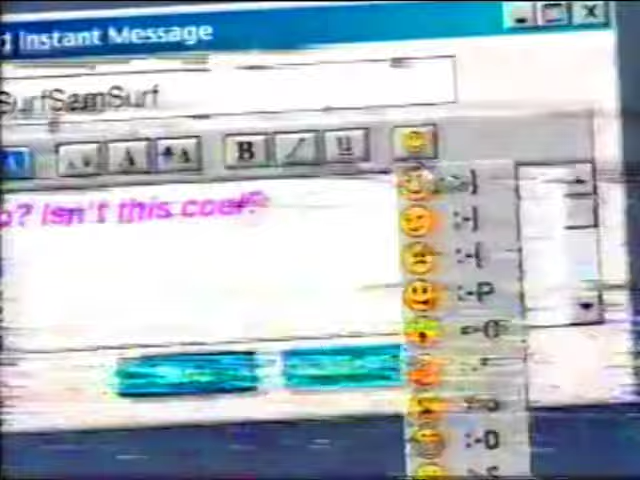 d Instant Message
SurfSamSurf
A A A B U
? Isn't this cool?
:-)
:-(
:-P
:-*
:-D